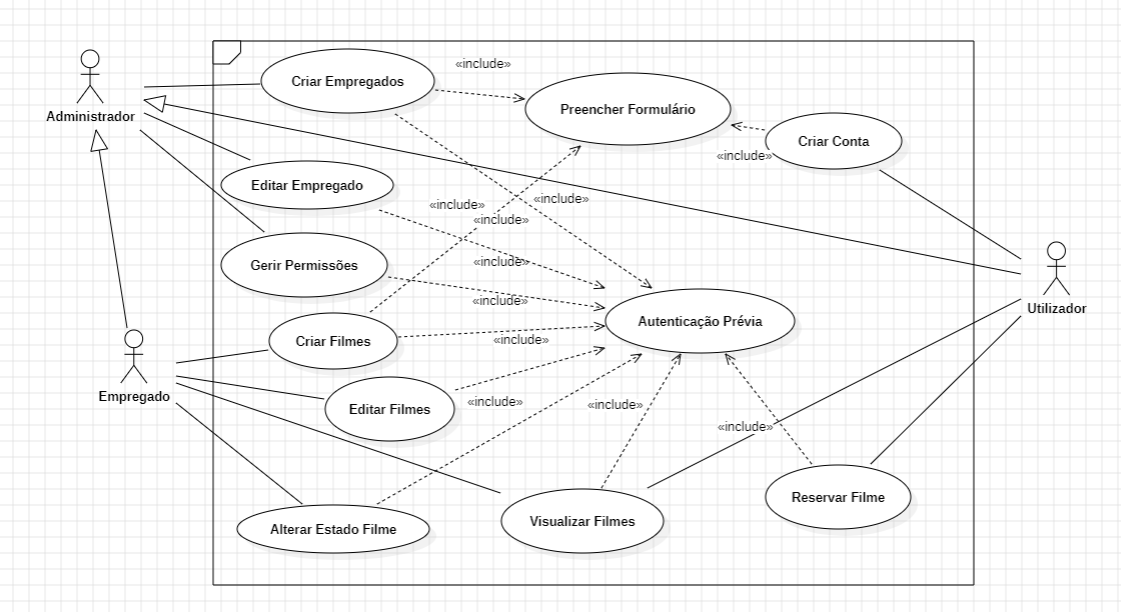 «include»
Criar Empregados
Preencher Formulário
Administrador
Criar Conta
«include»
Editar Empregado
«include»
«include»
«include»
Gerir Permissões
«include»
«include»
Utilizador
Autenticação Prévia
Criar Filmes
«include»
Empregado
Editar Filmes
«include»
«include»
«include»
Reservar Filme
Visualizar Filmes
Alterar Estado Filme